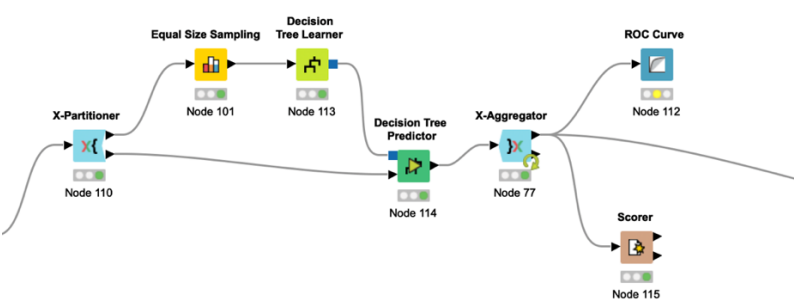 Decision
Tree Learner
Equal Size Sampling
ROC Curve
Node 101
Node 113
Node 112
X-Partitioner
Decision Tree
Predictor
X-Aggregator
Node 110
Node 77
Node 114
Scorer
Node 115